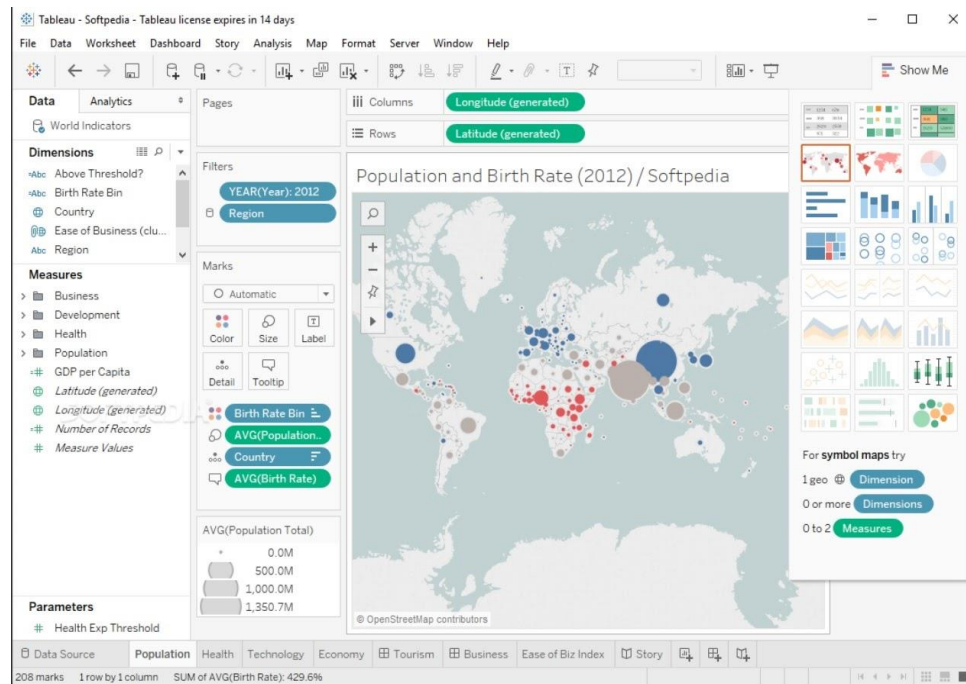 Tableau - Softpedia - Tableau license expires in 14 days
File Data Worksheet Dashboard Story Analysis Map Format Server Window Help
Show Me
Data Analytics
World Indicators
Dimensions
Abc Above Threshold?
Abc Birth Rate Bin
Country
Ease of Business (clu...
Abc Region
Measures
Business
Development
Health
Population
GDP per Capita
Latitude (generated)
Longitude (generated)
Number of Records
Measure Values
Parameters
Health Exp Threshold
Pages
Filters
YEAR(Year): 2012
Region
Marks
Automatic
Color Size Label
Detail Tooltip
Birth Rate Bin
AVG(Population..
Country
AVG(Birth Rate)
AVG(Population Total)
0.0M
500.0M
1,000.0M
1,350.7M
Columns Longitude (generated)
Rows Latitude (generated)
Population and Birth Rate (2012) / Softpedia
© OpenStreetMap contributors
For symbol maps try
1 geo Dimension
0 or more Dimensions
0 to 2 Measures
Data Source Population Health Technology Economy Tourism Business Ease of Biz Index Story
208 marks 1 row by 1 column SUM of AVG(Birth Rate): 429.6%